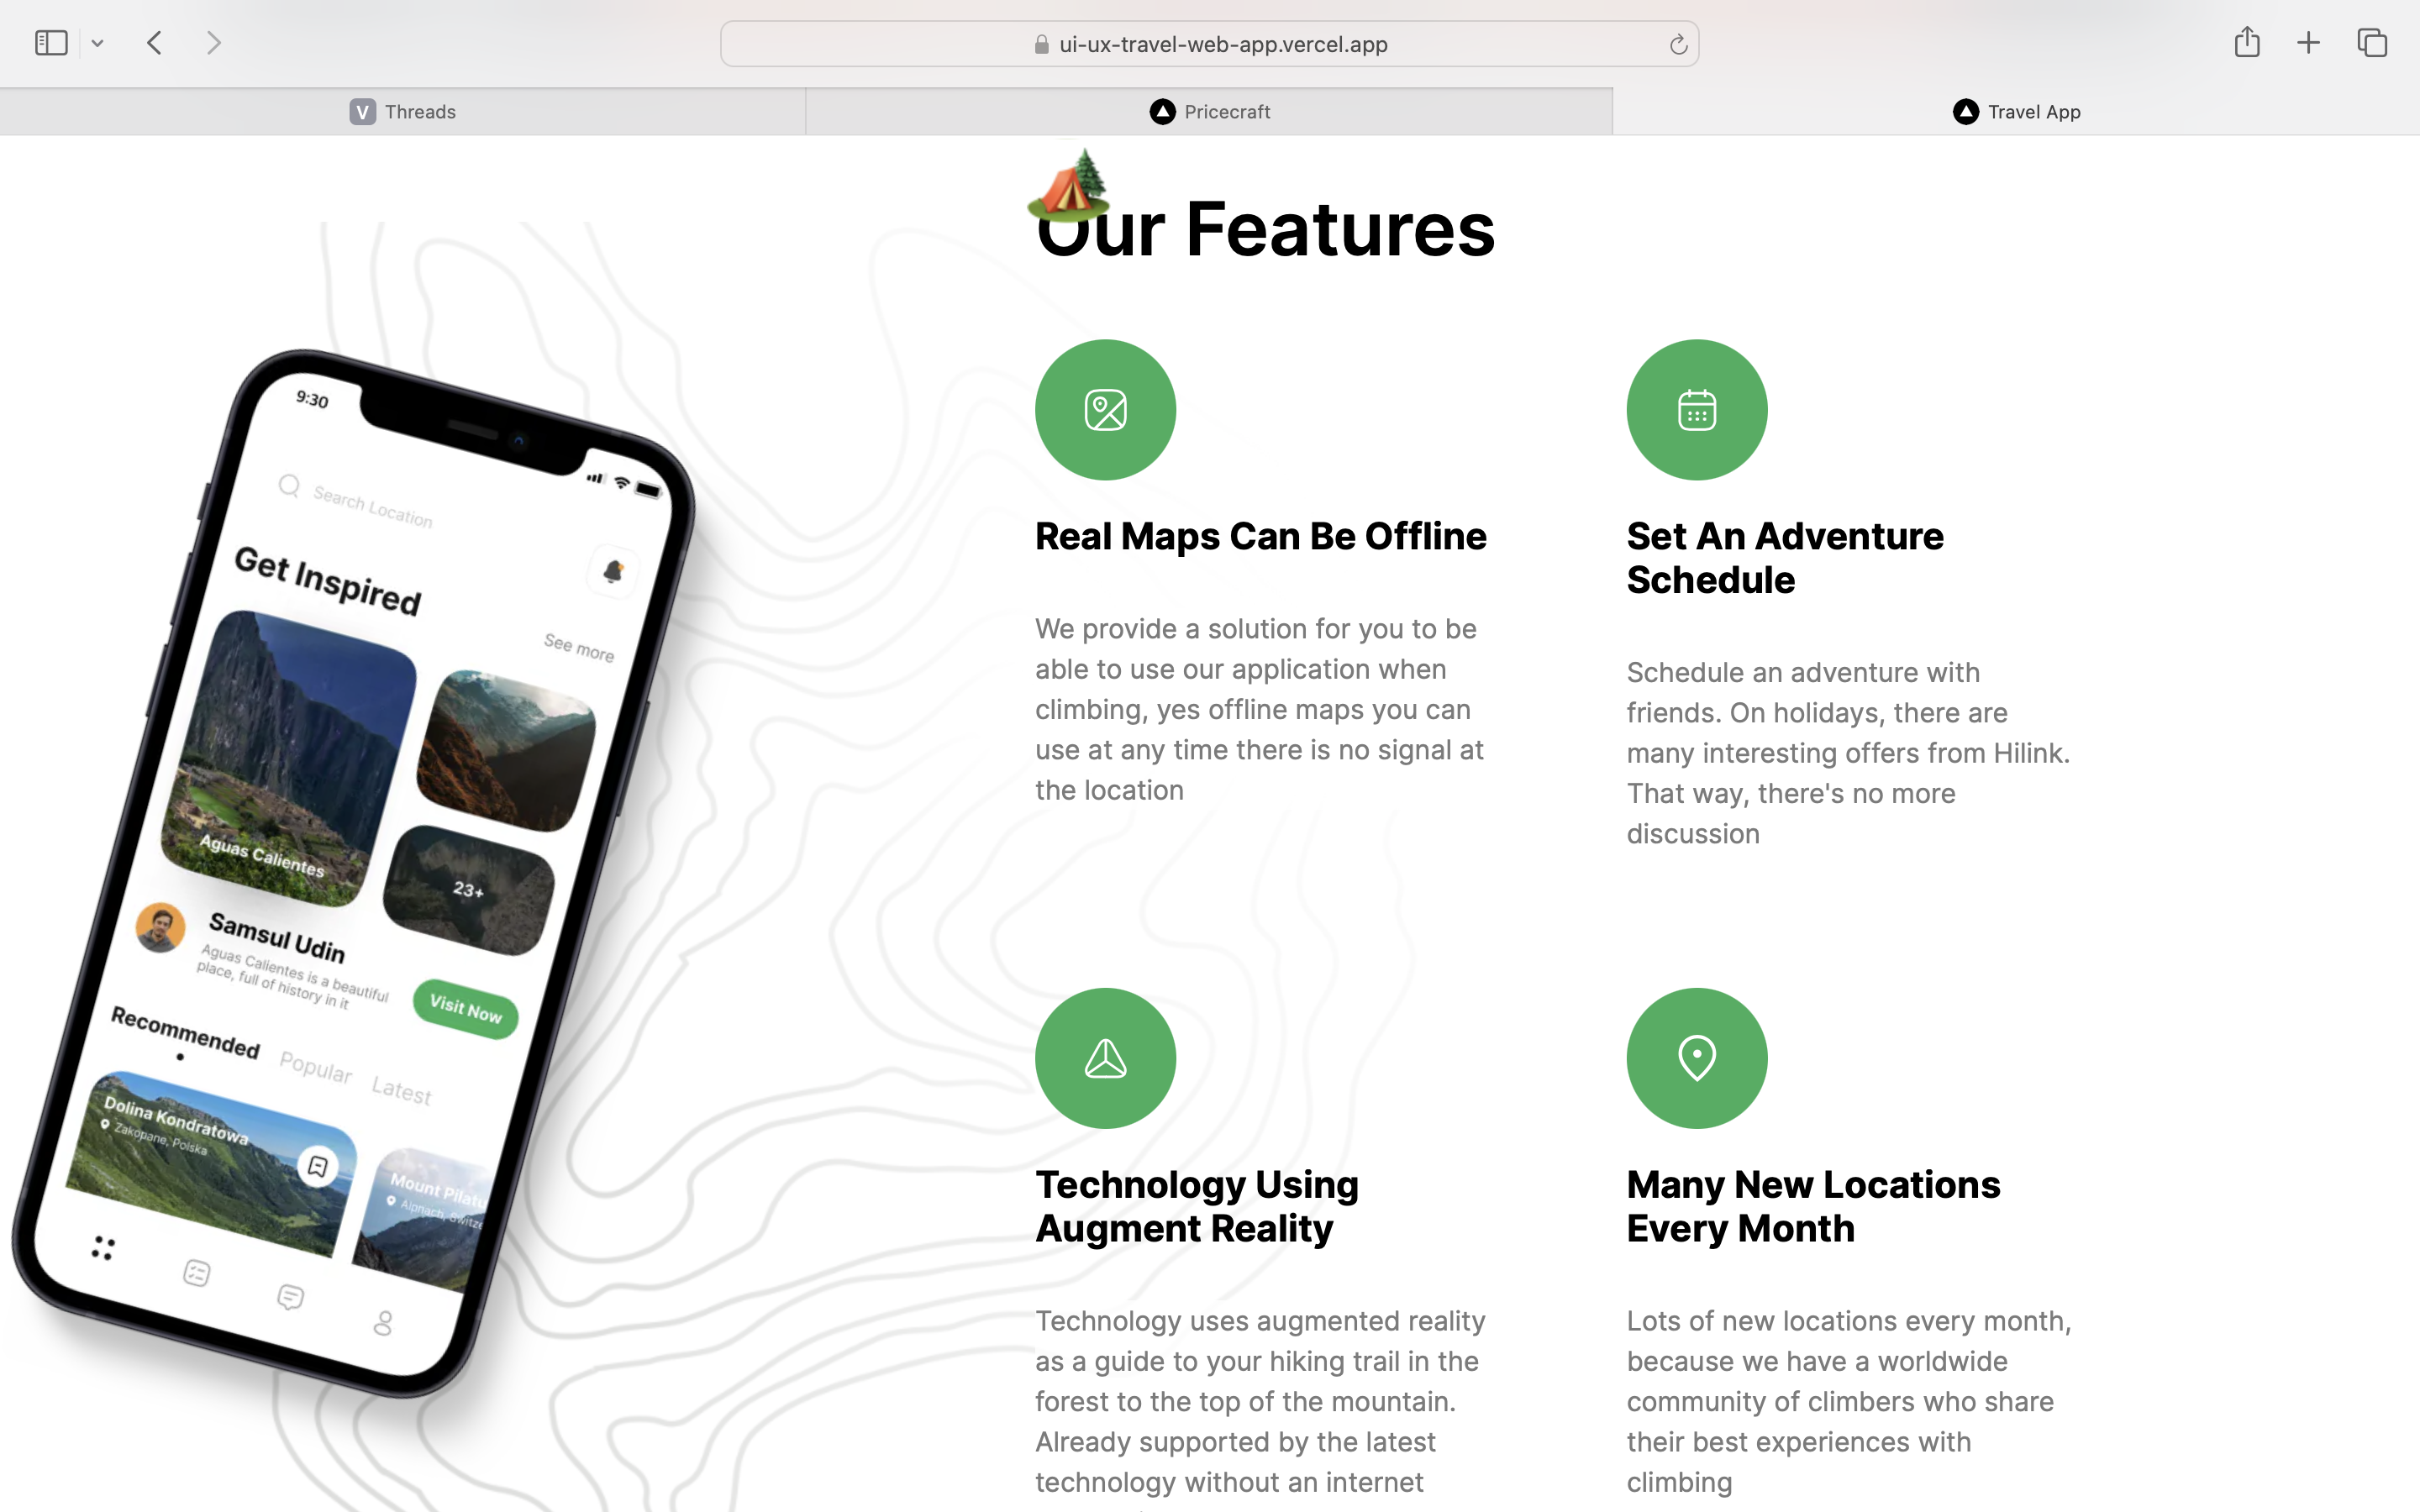 ui-ux-travel-web-app.vercel.app
V Threads
Pricecraft
Travel App
Our Features
9:30
Search Location
Get Inspired
See more
Aguas Calientes
23+
Samsul Udin
Aguas Calientes is a beautiful
place, full of history in it
Visit Now
Recommended
Popular
Latest
Dolina Kondratowa
Zakopane, Polska
Mount Pilatu
Alpnach, Switze
Real Maps Can Be Offline
We provide a solution for you to be
able to use our application when
climbing, yes offline maps you can
use at any time there is no signal at
the location
Set An Adventure
Schedule
Schedule an adventure with
friends. On holidays, there are
many interesting offers from Hilink.
That way, there's no more
discussion
Technology Using
Augment Reality
Technology uses augmented reality
as a guide to your hiking trail in the
forest to the top of the mountain.
Already supported by the latest
technology without an internet
Many New Locations
Every Month
Lots of new locations every month,
because we have a worldwide
community of climbers who share
their best experiences with
climbing